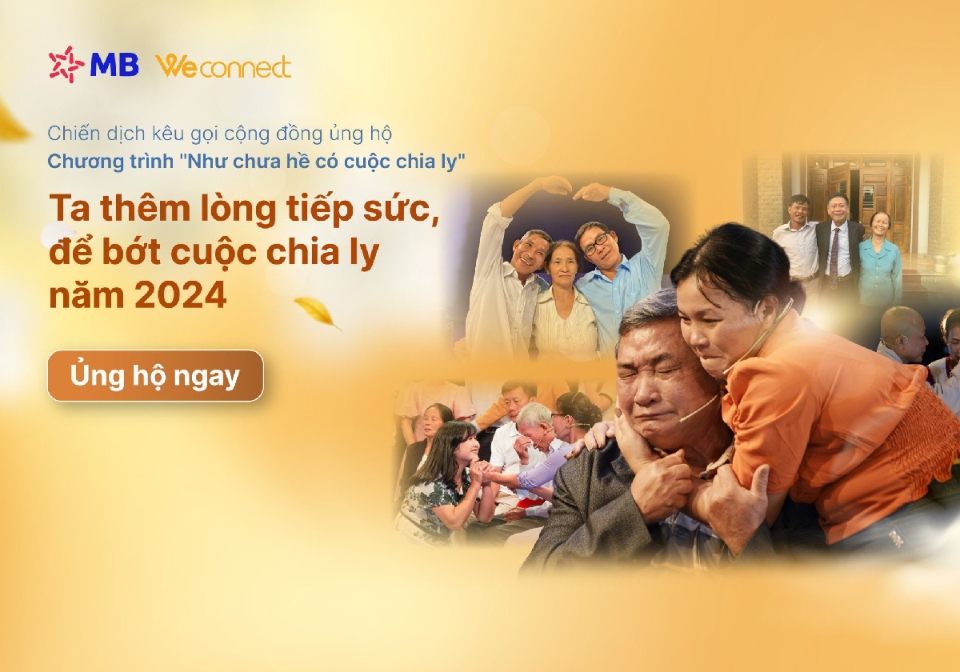 MB Weconnect
Chiến dịch kêu gọi cộng đồng ủng hộ
Chương trình "Như chưa hề có cuộc chia ly"
Ta thêm lòng tiếp sức,
để bớt cuộc chia ly
năm 2024
Ủng hộ ngay